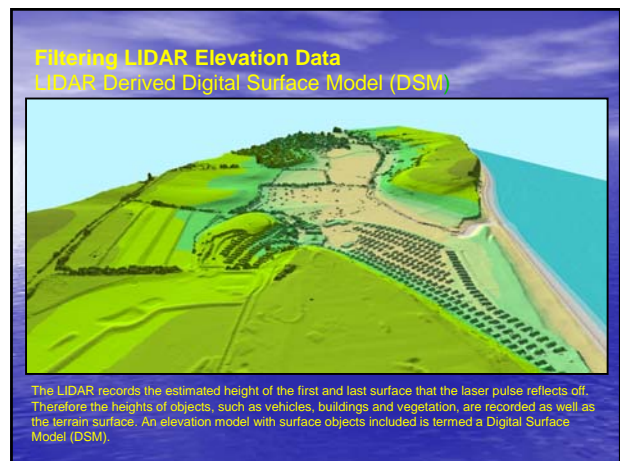 Filtering LIDAR Elevation Data
LIDAR Derived Digital Surface Model (DSM)
The LIDAR records the estimated height of the first and last surface that the laser pulse reflects off.
Therefore the heights of objects, such as vehicles, buildings and vegetation, are recorded as well as
the terrain surface. An elevation model with surface objects included is termed a Digital Surface
Model (DSM).